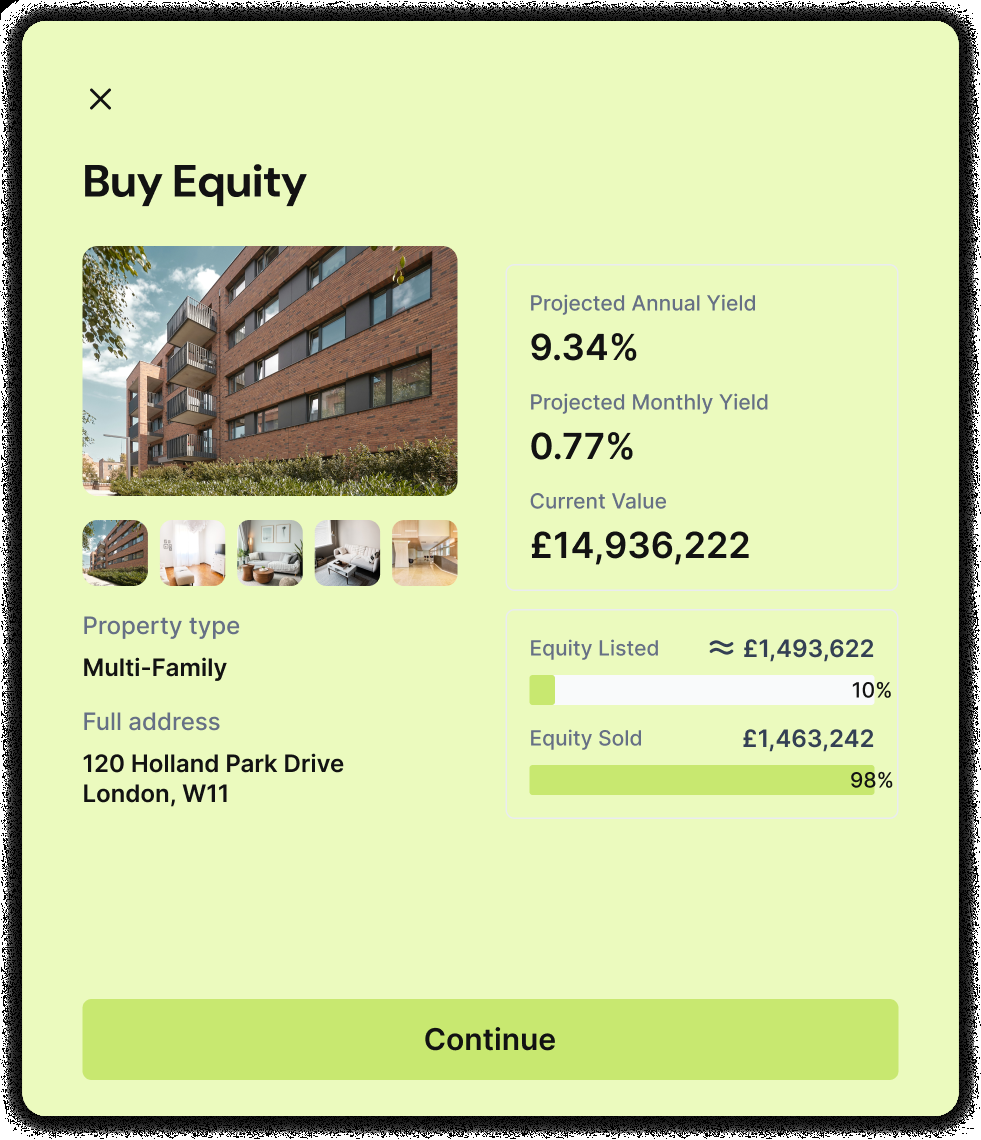 Buy Equity
Projected Annual Yield
9.34%
Projected Monthly Yield
0.77%
Current Value
£14,936,222
Property type
Multi-Family
Full address
120 Holland Park Drive
London, W11
Equity Listed ≈ £1,493,622
10%
Equity Sold £1,463,242
98%
Continue